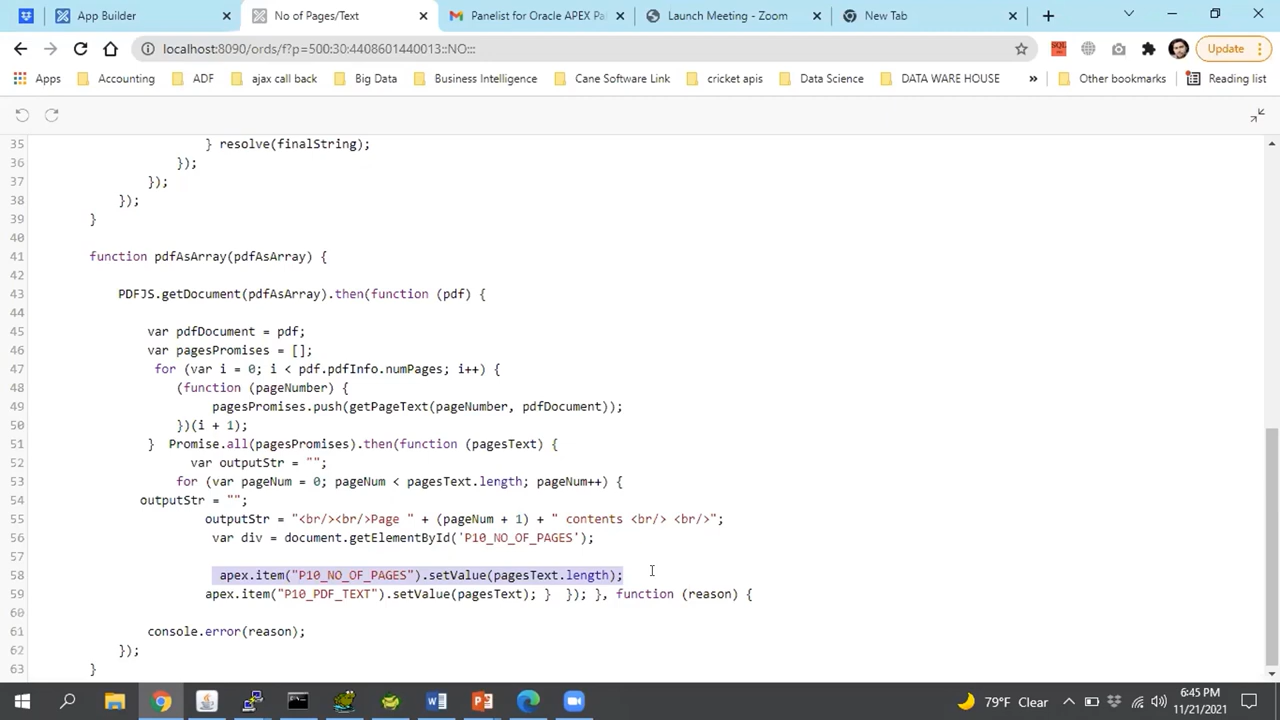 App Builder
No of Pages/Text
Panelist for Oracle APEX Pa
Launch Meeting - Zoom
New Tab
localhost:8090/ords/f?p=500:30:4408601440013::NO:::
SQL
Update
Apps
Accounting
ADF
ajax call back
Big Data
Business Intelligence
Cane Software Link
cricket apis
Data Science
DATA WARE HOUSE
»
Other bookmarks
Reading list
35 } resolve(finalString);
36 });
37 });
38 });
39 }
40
41 function pdfAsArray(pdfAsArray) {
42
43 PDFJS.getDocument(pdfAsArray).then(function (pdf) {
44
45 var pdfDocument = pdf;
46 var pagesPromises = [];
47 for (var i = 0; i < pdf.pdfInfo.numPages; i++) {
48 (function (pageNumber) {
49 pagesPromises.push(getPageText(pageNumber, pdfDocument));
50 })(i + 1);
51 } Promise.all(pagesPromises).then(function (pagesText) {
52 var outputStr = "";
53 for (var pageNum = 0; pageNum < pagesText.length; pageNum++) {
54 outputStr = "";
55 outputStr = "<br/><br/>Page " + (pageNum + 1) + " contents <br/> <br/>";
56 var div = document.getElementById('P10_NO_OF_PAGES');
57
58 apex.item("P10_NO_OF_PAGES").setValue(pagesText.length);
59 apex.item("P10_PDF_TEXT").setValue(pagesText); } }); }, function (reason) {
60
61 console.error(reason);
62 });
63 }
79°F Clear
6:45 PM
11/21/2021